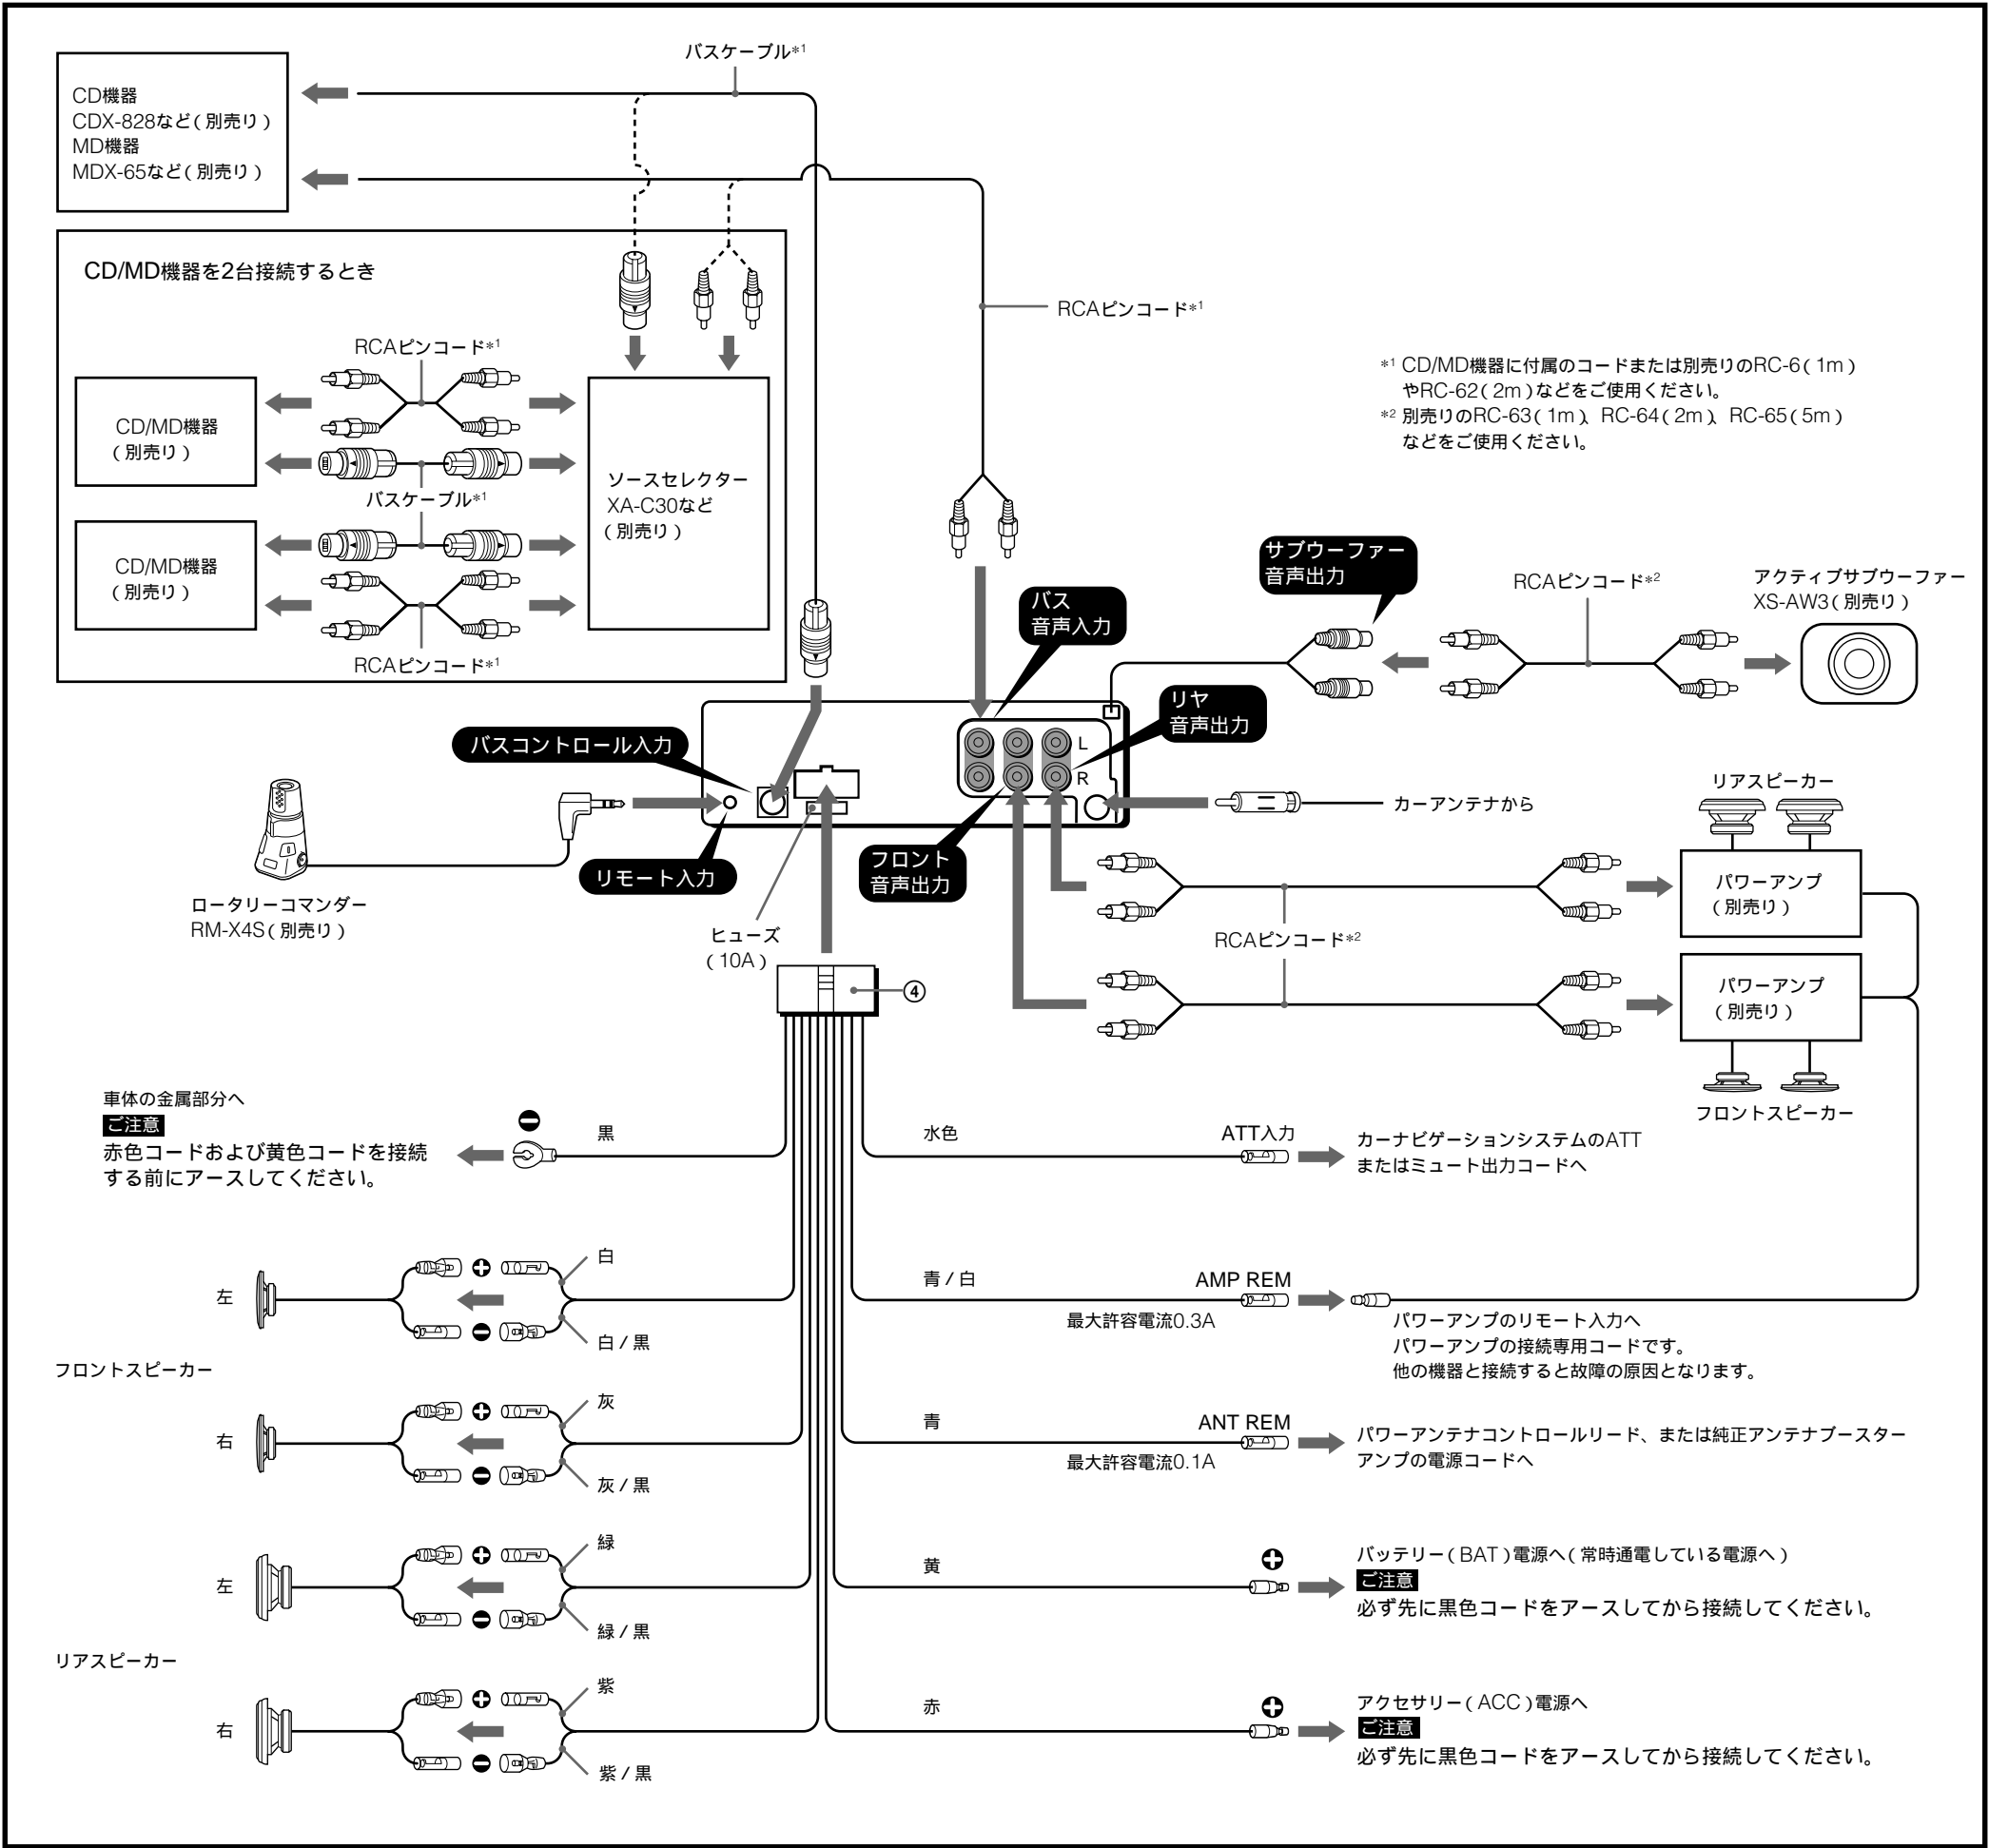 バスケーブル*1
CD機器
CDX-828など(別売り)
MD機器
MDX-65など(別売り)
CD/MD機器を2台接続するとき
RCAピンコード*1
CD/MD機器
(別売り)
バスケーブル*1
CD/MD機器
(別売り)
RCAピンコード*1
ソースセレクター
XA-C30など
(別売り)
RCAピンコード*1
*1 CD/MD機器に付属のコードまたは別売りのRC-6(1m)
やRC-62(2m)などをご使用ください。
*2 別売りのRC-63(1m)、RC-64(2m)、RC-65(5m)
などをご使用ください。
サブウーファー
音声出力
RCAピンコード*2
アクティブサブウーファー
XS-AW3(別売り)
バス
音声入力
リヤ
音声出力
バスコントロール入力
L
R
リモート入力
フロント
音声出力
カーアンテナから
リアスピーカー
パワーアンプ
(別売り)
RCAピンコード*2
パワーアンプ
(別売り)
フロントスピーカー
ロータリーコマンダー
RM-X4S(別売り)
ヒューズ
(10A)
④
車体の金属部分へ
ご注意
赤色コードおよび黄色コードを接続
する前にアースしてください。
黒
水色
ATT入力
カーナビゲーションシステムのATT
またはミュート出力コードへ
左
白
白/黒
青/白
AMP REM
最大許容電流0.3A
パワーアンプのリモート入力へ
パワーアンプの接続専用コードです。
他の機器と接続すると故障の原因となります。
フロントスピーカー
右
灰
灰/黒
青
ANT REM
最大許容電流0.1A
パワーアンテナコントロールリード、または純正アンテナブースター
アンプの電源コードへ
左
緑
緑/黒
黄
バッテリー(BAT)電源へ(常時通電している電源へ)
ご注意
必ず先に黒色コードをアースしてから接続してください。
リアスピーカー
右
紫
紫/黒
赤
アクセサリー(ACC)電源へ
ご注意
必ず先に黒色コードをアースしてから接続してください。